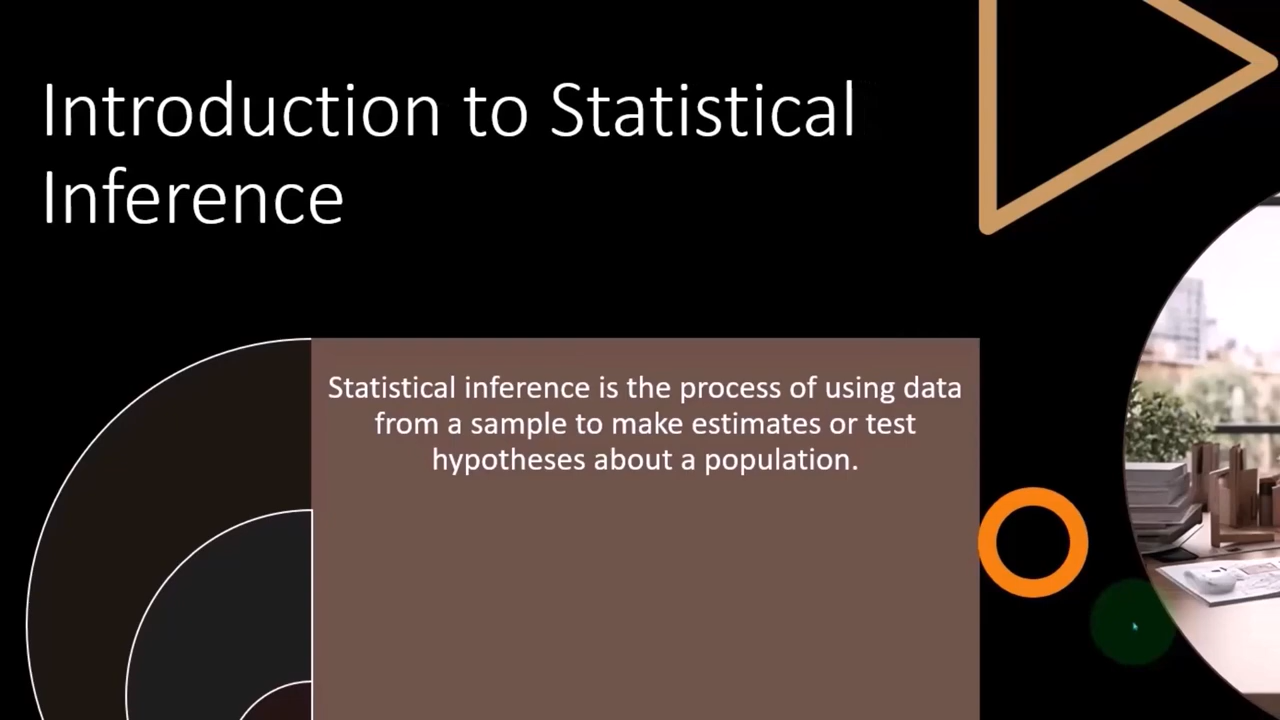 Introduction to Statistical
Inference
Statistical inference is the process of using data
from a sample to make estimates or test
hypotheses about a population.